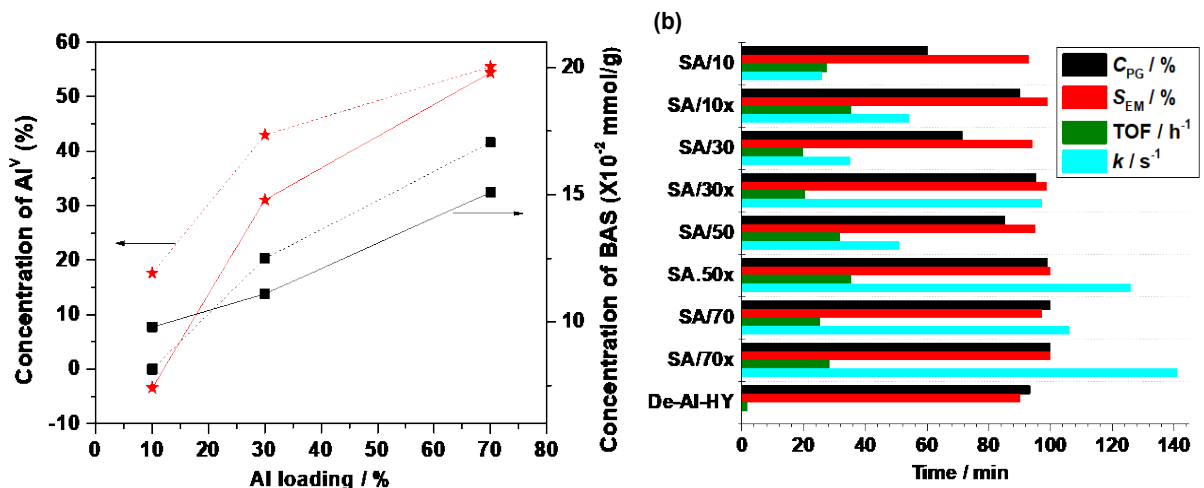 (b)
60
50
40
30
20
10
0
-10
Concentration of Al^V (%)
0 10 20 30 40 50 60 70 80
Al loading / %
20
15
10
Concentration of BAS (X10^-2 mmol/g)
SA/10
SA/10x
SA/30
SA/30x
SA/50
SA.50x
SA/70
SA/70x
De-Al-HY
C_PG / %
S_EM / %
TOF / h^-1
k / s^-1
0 20 40 60 80 100 120 140
Time / min